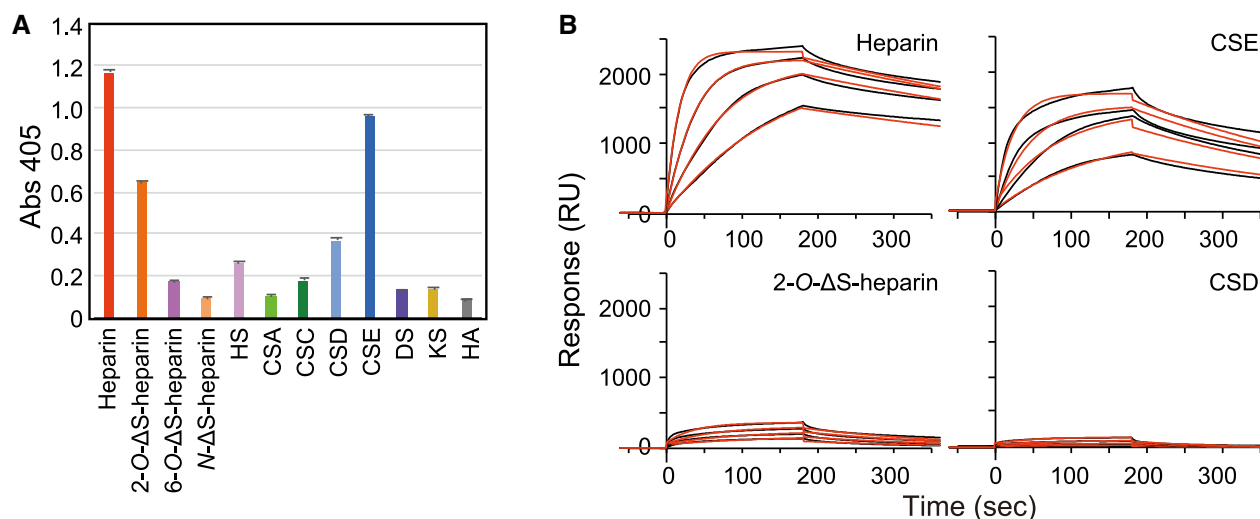 A
1.4
1.2
1.0
0.8
0.6
0.4
0.2
0
Abs 405
Heparin
2-O-ΔS-heparin
6-O-ΔS-heparin
N-ΔS-heparin
HS
CSA
CSC
CSD
CSE
DS
KS
HA
B
Response (RU)
Heparin
2000
1000
0
0 100 200 300
CSE
0 100 200 300
2-O-ΔS-heparin
2000
1000
0
0 100 200 300
CSD
0 100 200 300
Time (sec)